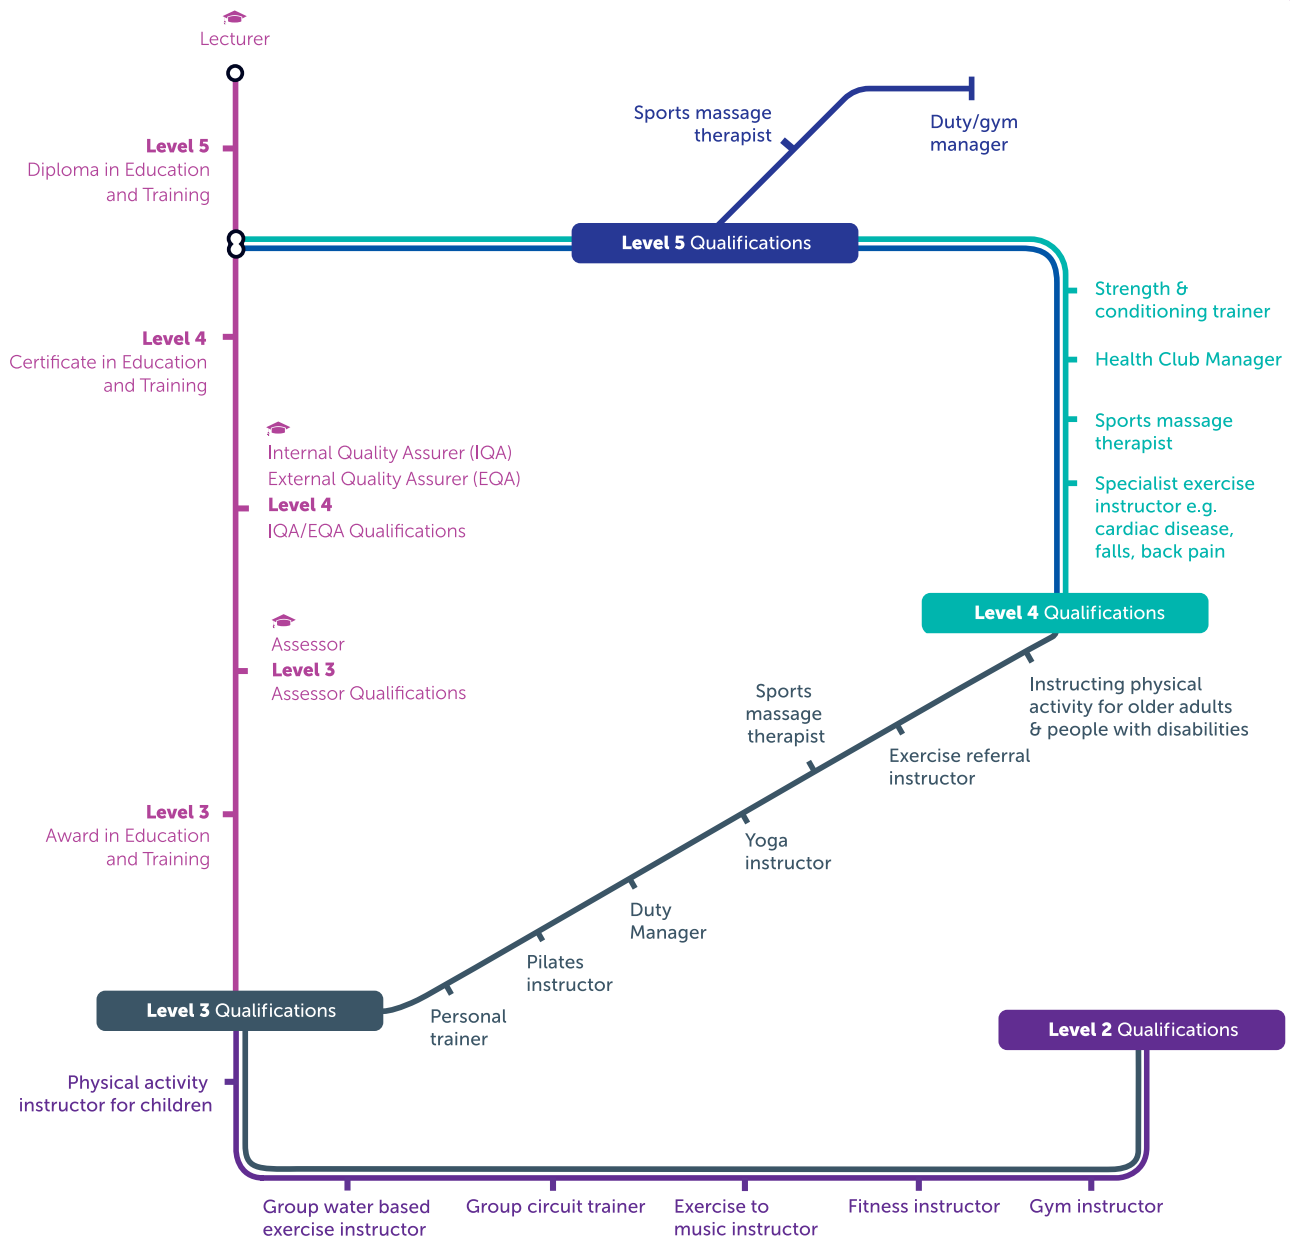 Lecturer
Level 5
Diploma in Education
and Training
Sports massage
therapist
Duty/gym
manager
Level 5 Qualifications
Strength &
conditioning trainer
Health Club Manager
Sports massage
therapist
Specialist exercise
instructor e.g.
cardiac disease,
falls, back pain
Level 4
Certificate in Education
and Training
Internal Quality Assurer (IQA)
External Quality Assurer (EQA)
Level 4
IQA/EQA Qualifications
Level 4 Qualifications
Assessor
Level 3
Assessor Qualifications
Instructing physical
activity for older adults
& people with disabilities
Sports
massage
therapist
Exercise referral
instructor
Yoga
instructor
Level 3
Award in Education
and Training
Duty
Manager
Pilates
instructor
Personal
trainer
Level 3 Qualifications
Level 2 Qualifications
Physical activity
instructor for children
Group water based
exercise instructor
Group circuit trainer
Exercise to
music instructor
Fitness instructor
Gym instructor